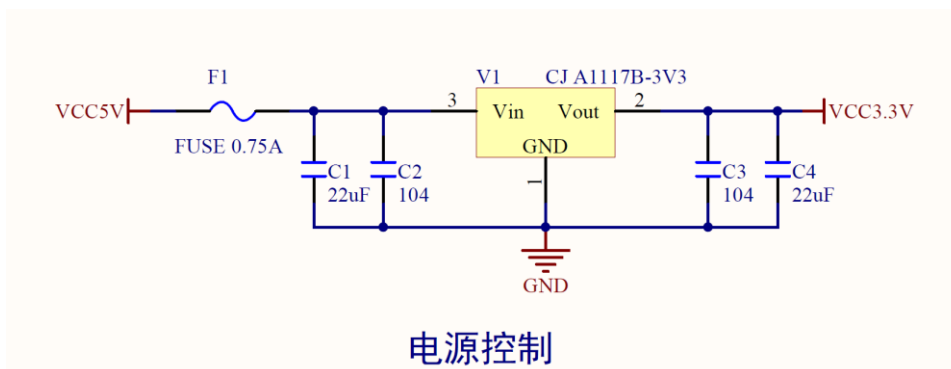 F1
V1 CJ A1117B-3V3
VCC5V 3 Vin Vout 2 VCC3.3V
FUSE 0.75A
GND
1
C1
22uF
C2
104
C3
104
C4
22uF
GND
电源控制